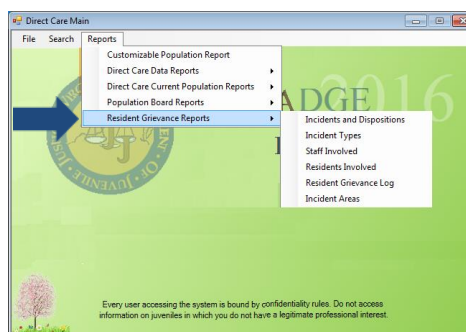 Direct Care Main
File Search Reports
Customizable Population Report
Direct Care Data Reports
Direct Care Current Population Reports
Population Board Reports
Resident Grievance Reports
Incidents and Dispositions
Incident Types
Staff Involved
Residents Involved
Resident Grievance Log
Incident Areas
ADGE
2016
Every user accessing the system is bound by confidentiality rules. Do not access
information on juveniles in which you do not have a legitimate professional interest.